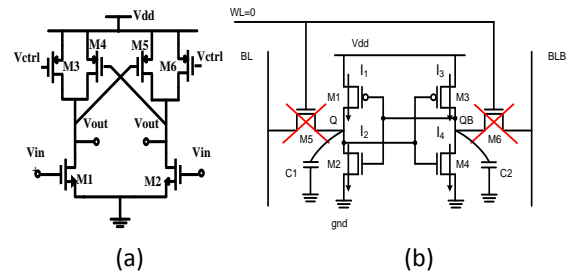 Vdd
M4 M5
Vctrl M3 M6 Vctrl
Vout Vout
Vin Vin
+ M1 M2
(a)
WL=0
BL Vdd BLB
I1 I3
M1 M3
Q QB
M5 I2 I4 M6
M2 M4
C1 C2
gnd
(b)